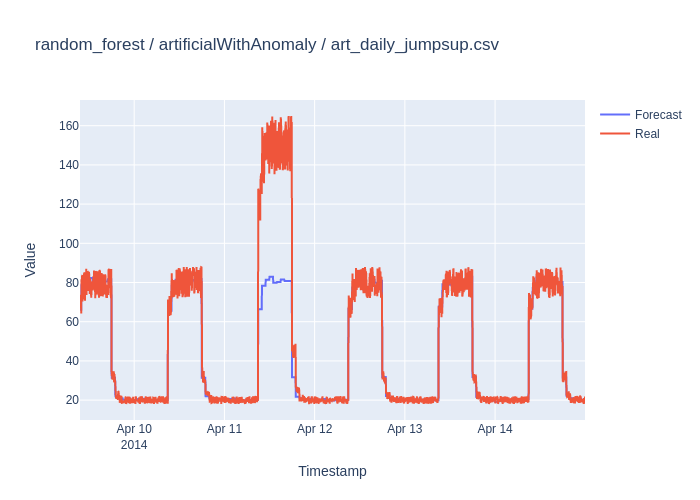 random_forest / artificialWithAnomaly / art_daily_jumpsup.csv
Forecast
Real
160
140
120
100
80
60
40
20
Value
Apr 10 Apr 11 Apr 12 Apr 13 Apr 14
2014
Timestamp